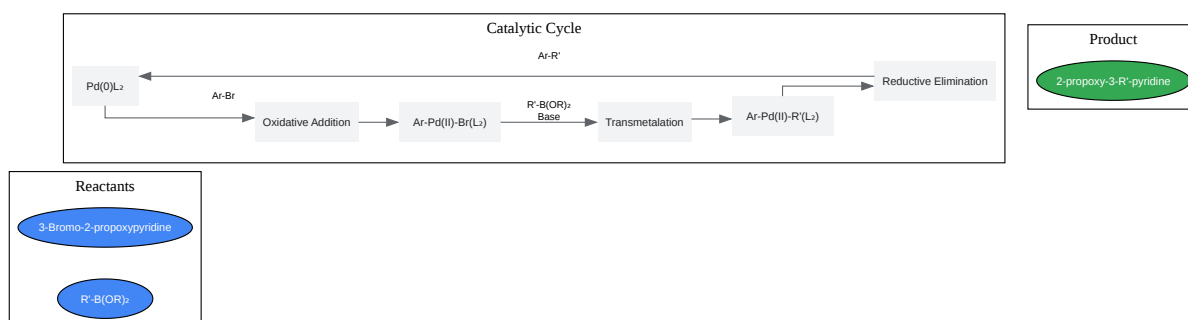 Catalytic Cycle
Ar-R'
Pd(0)L₂
Ar-Br
Oxidative Addition
Ar-Pd(II)-Br(L₂)
R'-B(OR)₂
Base
Transmetalation
Ar-Pd(II)-R'(L₂)
Reductive Elimination
Product
2-propoxy-3-R'-pyridine
Reactants
3-Bromo-2-propoxypyridine
R'-B(OR)₂